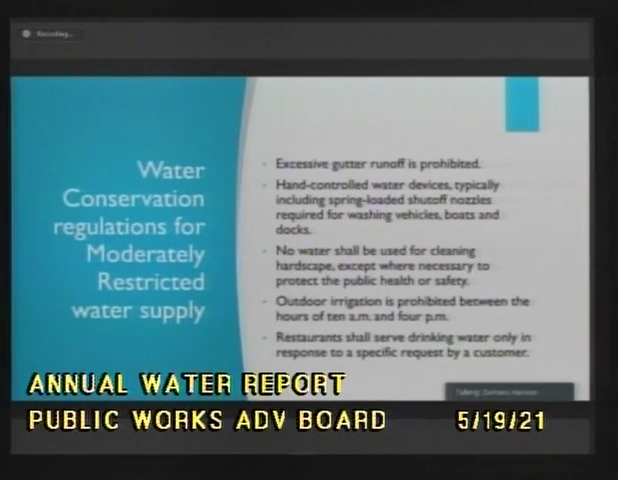 Recording...
Water
Conservation
regulations for
Moderately
Restricted
water supply
- Excessive gutter runoff is prohibited.
- Hand-controlled water devices, typically
including spring-loaded shutoff nozzles
required for washing vehicles, boats and
docks.
- No water shall be used for cleaning
hardscape, except where necessary to
protect the public health or safety.
- Outdoor irrigation is prohibited between the
hours of ten a.m. and four p.m.
- Restaurants shall serve drinking water only in
response to a specific request by a customer.
Talking:
ANNUAL WATER REPORT
PUBLIC WORKS ADV BOARD 5/19/21